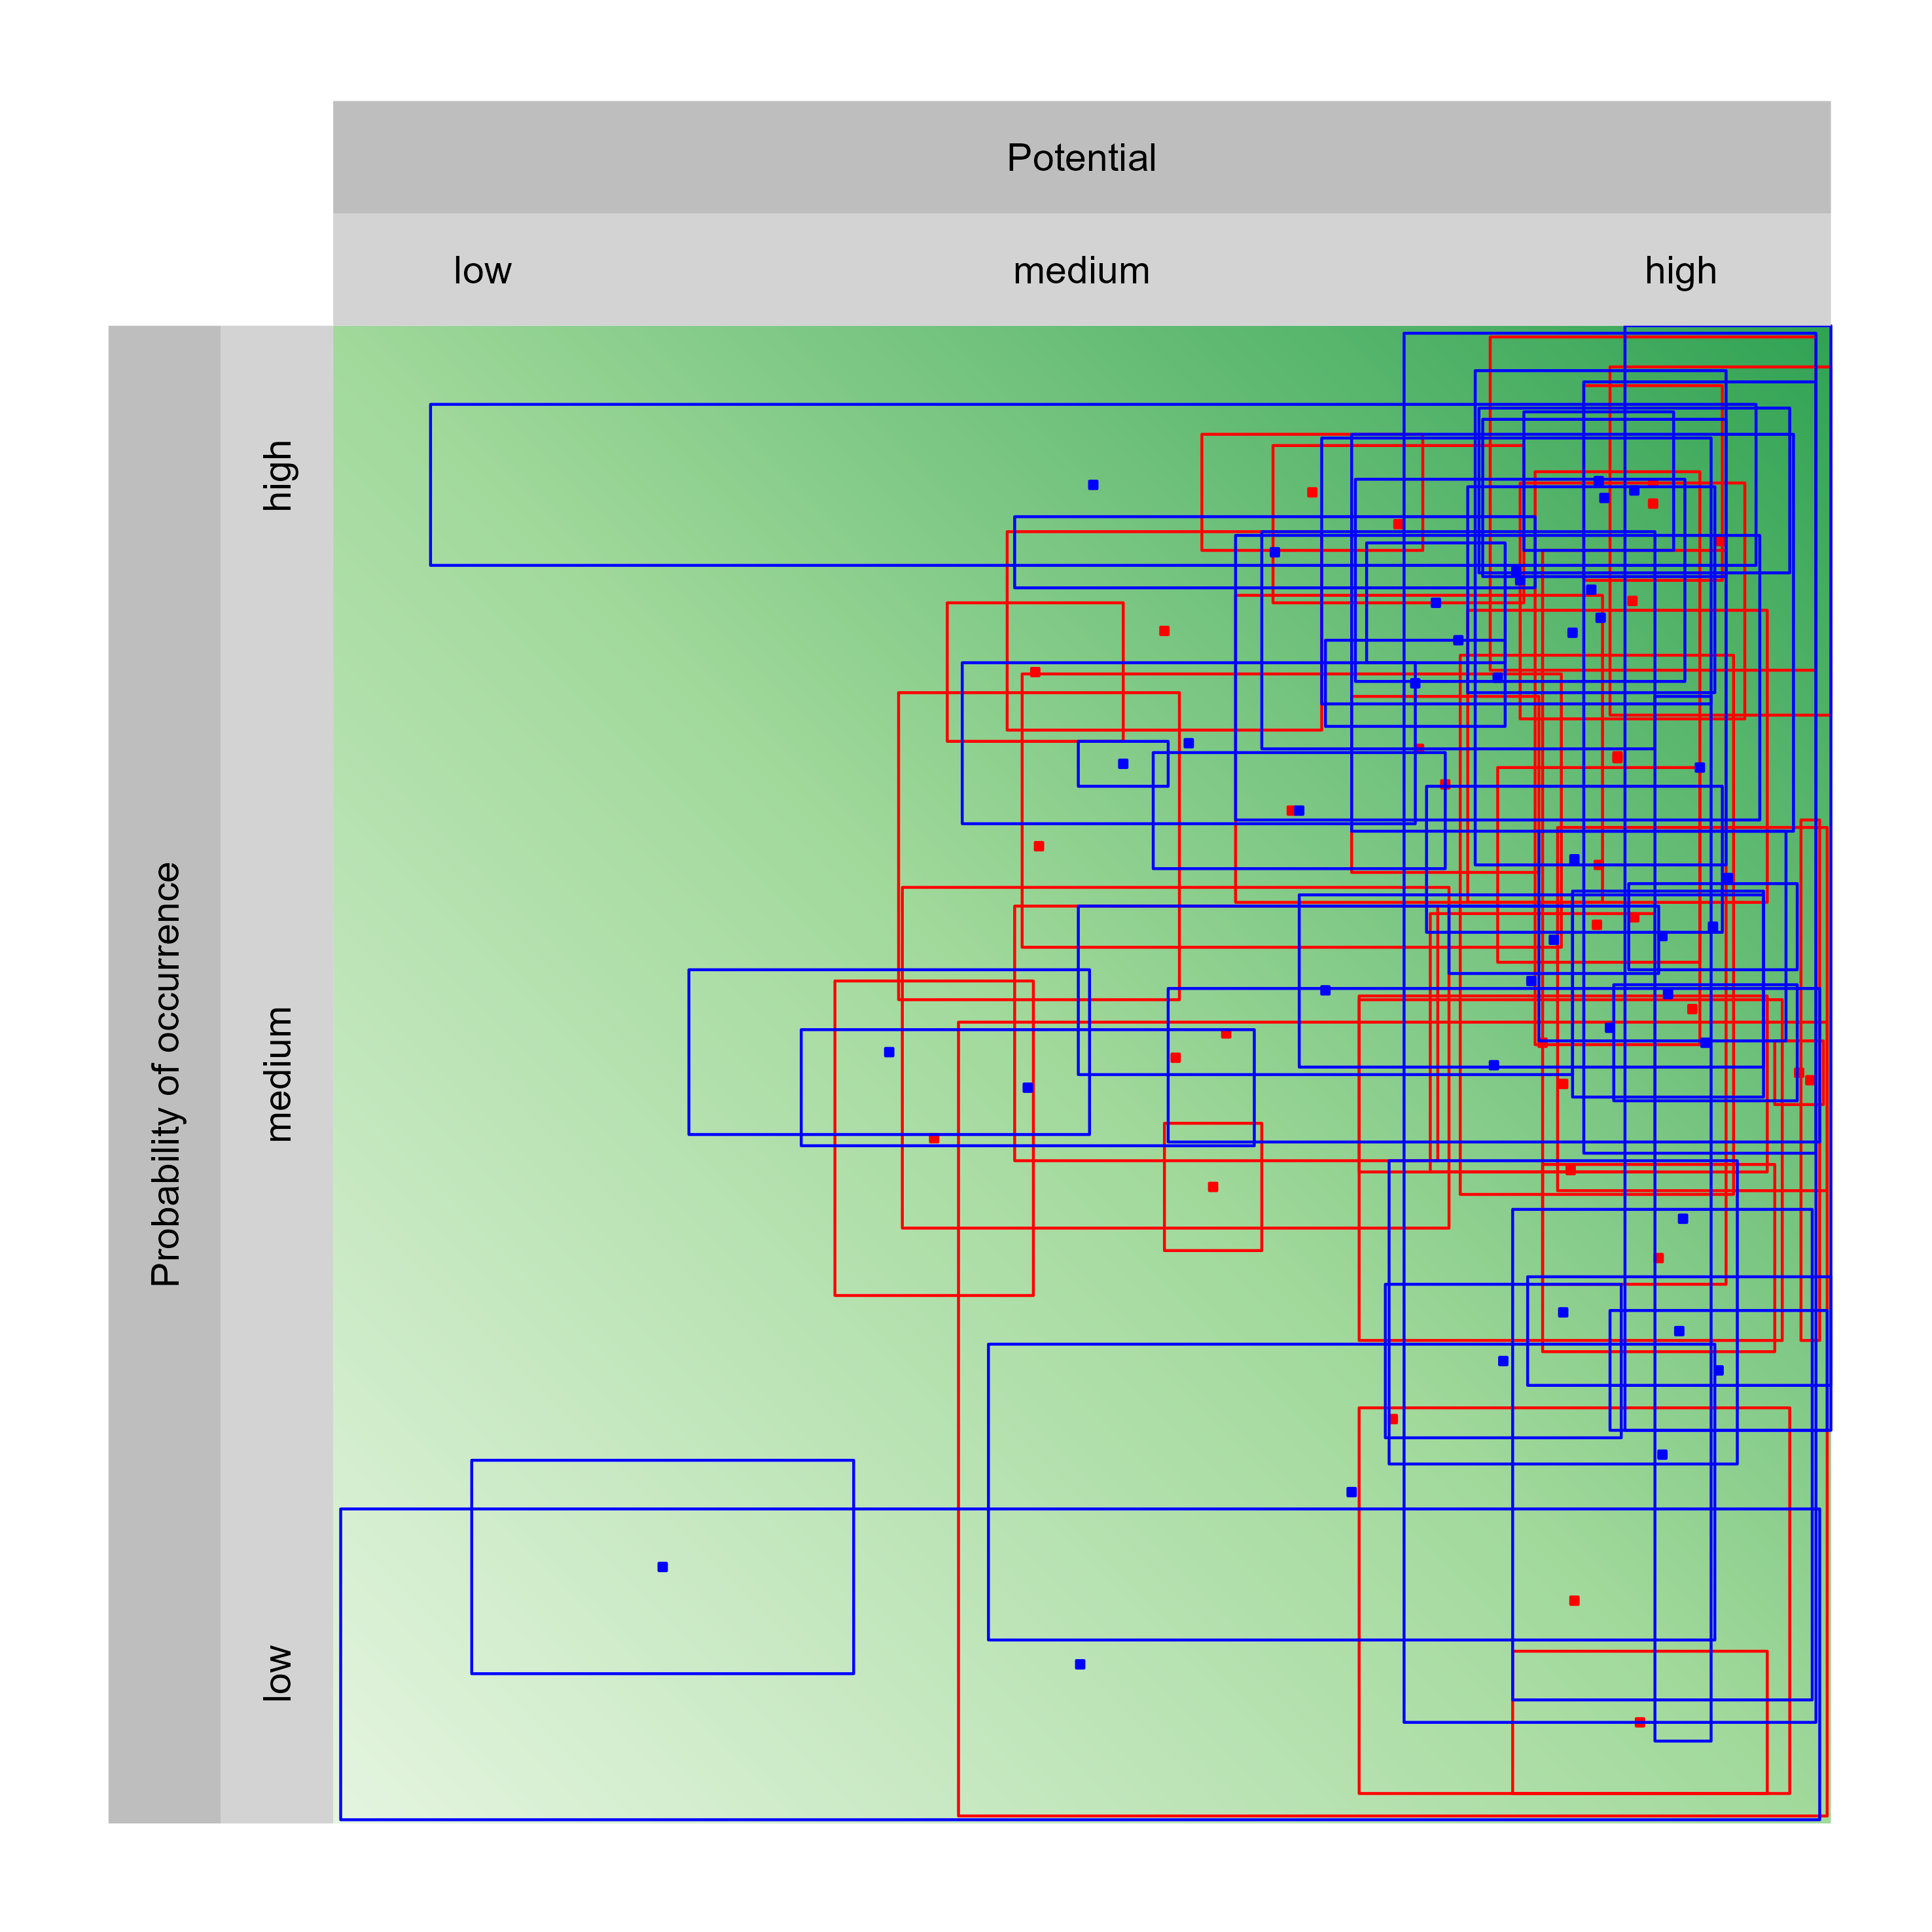 Potential
low medium high
Probability of occurrence
high
medium
low